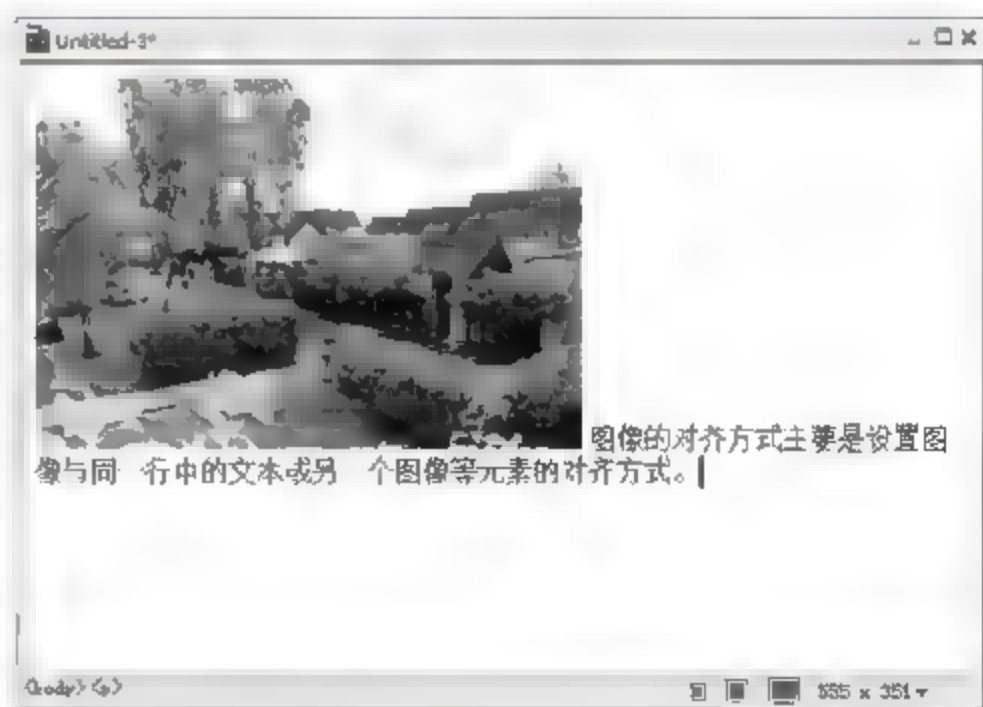 Untitled-3*
图像的对齐方式主要是设置图
像与同 行中的文本或另 个图像等元素的对齐方式。
<body> <p>
555 x 351